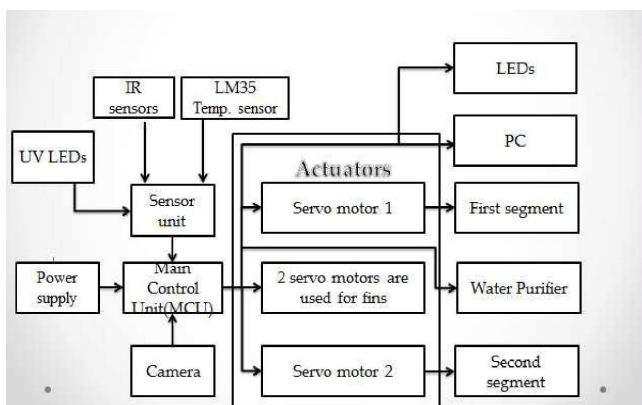 LEDs
IR
sensors
LM35
Temp. sensor
PC
UV LEDs
Actuators
Sensor
unit
Servo motor 1
First segment
Power
supply
Main
Control
Unit(MCU)
2 servo motors are
used for fins
Water Purifier
Camera
Servo motor 2
Second
segment